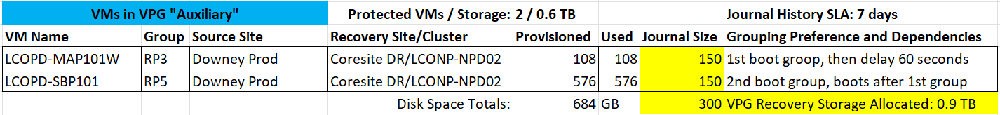 VMs in VPG "Auxiliary" Protected VMs / Storage: 2 / 0.6 TB Journal History SLA: 7 days
VM Name Group Source Site Recovery Site/Cluster Provisioned Used Journal Size Grouping Preference and Dependencies
LCOPD-MAP101W RP3 Downey Prod Coresite DR/LCONP-NPD02 108 108 150 1st boot groop, then delay 60 seconds
LCOPD-SBP101 RP5 Downey Prod Coresite DR/LCONP-NPD02 576 576 150 2nd boot group, boots after 1st group
Disk Space Totals: 684 GB 300 VPG Recovery Storage Allocated: 0.9 TB